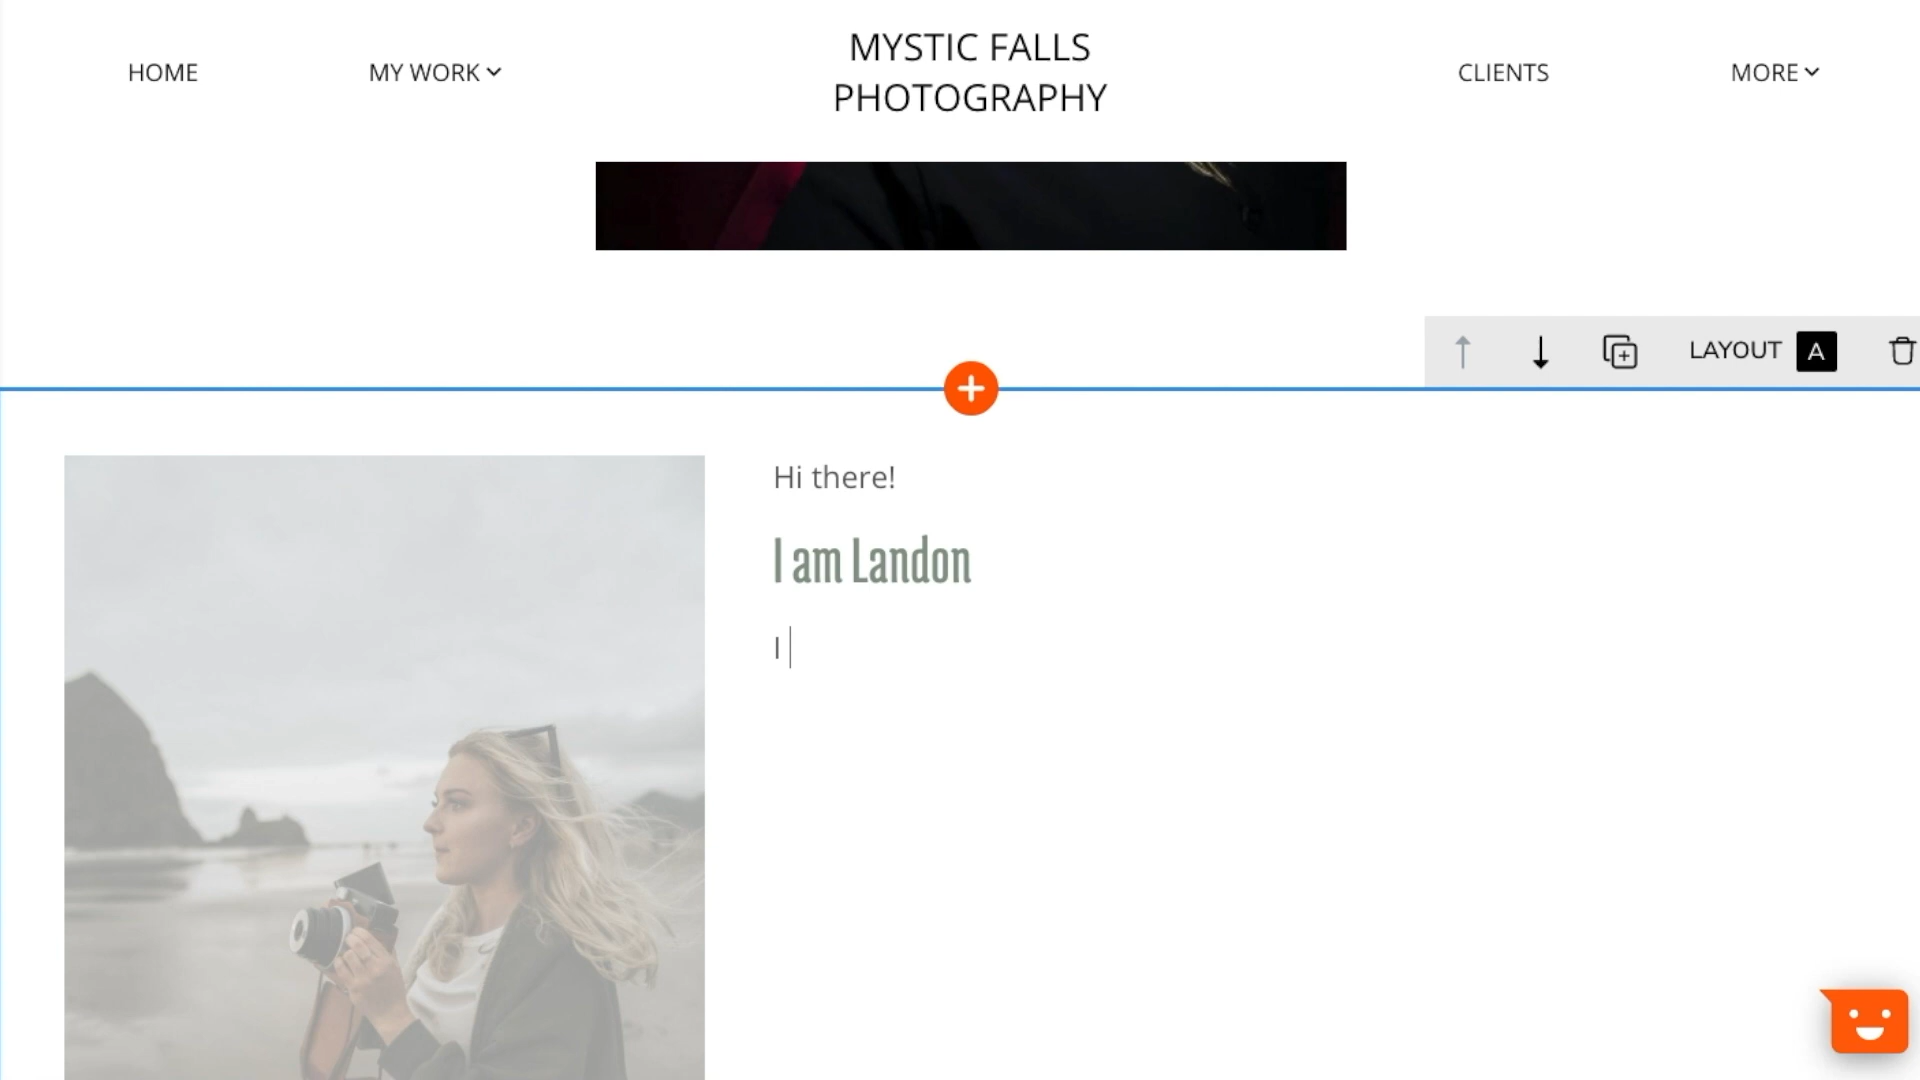 HOME
MY WORK
MYSTIC FALLS
PHOTOGRAPHY
CLIENTS
MORE
LAYOUT A
Hi there!
I am Landon
I